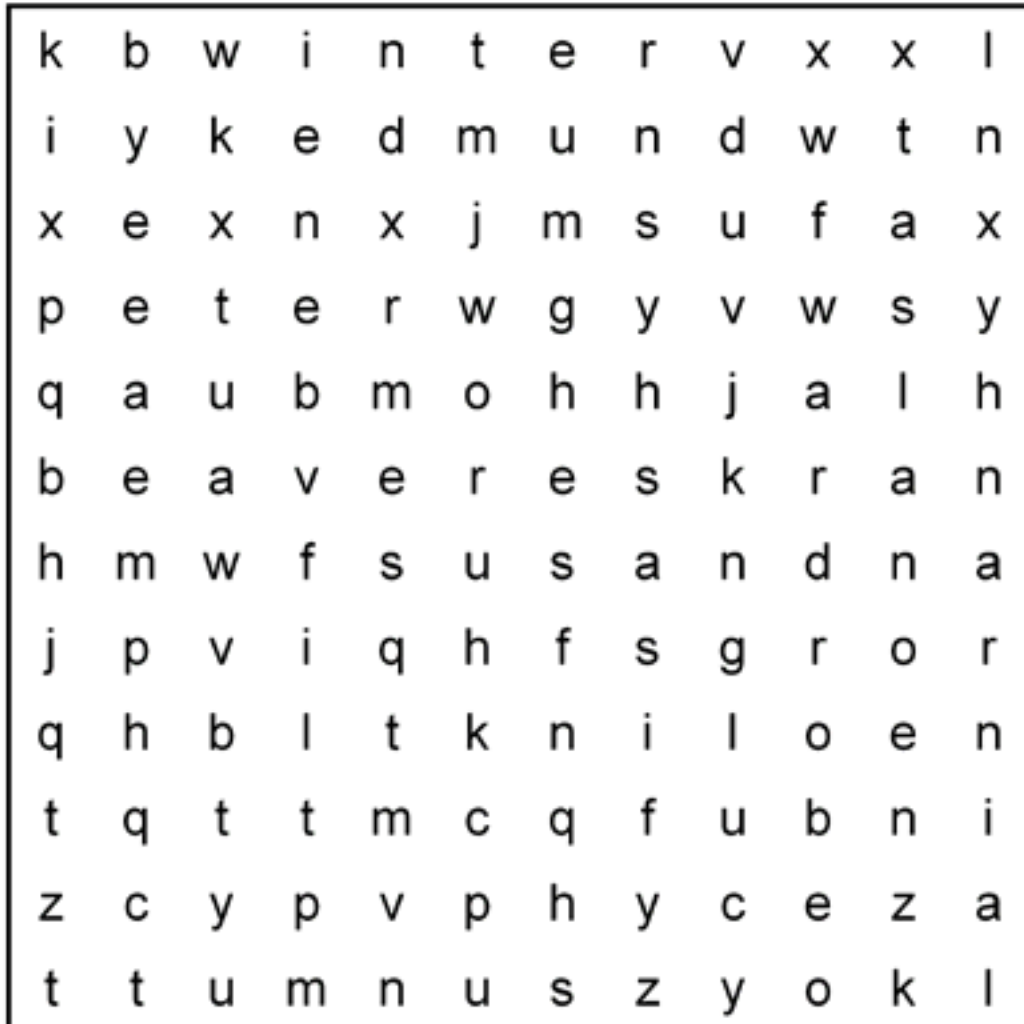 k b w i n t e r v x x l
i y k e d m u n d w t n
x e x n x j m s u f a x
p e t e r w g y v w s y
q a u b m o h h j a l h
b e a v e r e s k r a n
h m w f s u s a n d n a
j p v i q h f s g r o r
q h b l t k n i l o e n
t q t t m c q f u b n i
z c y p v p h y c e z a
t t u m n u s z y o k l